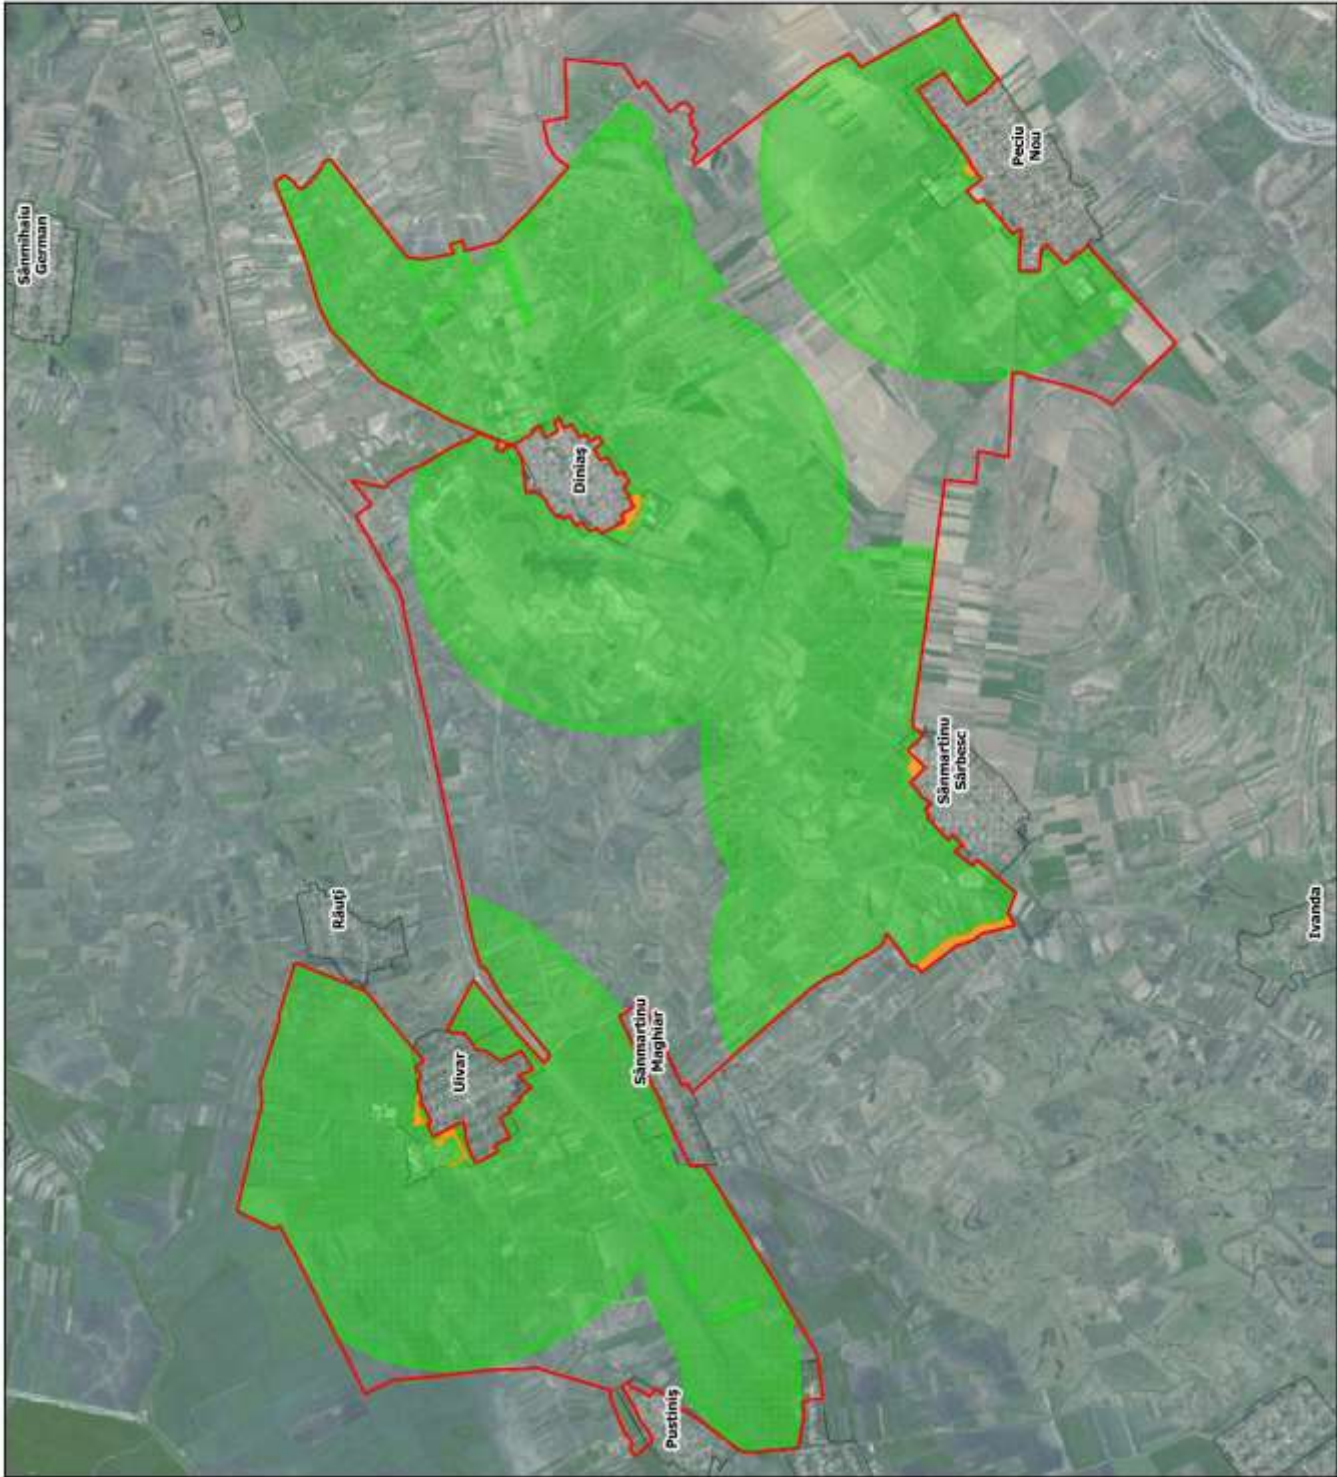 Sânmihaiu
German
Peciu
Nou
Diniaș
Sânmartinu
Sârbesc
Răuți
Ivanda
Uivar
Sânmartinu
Maghiar
Pustiniș